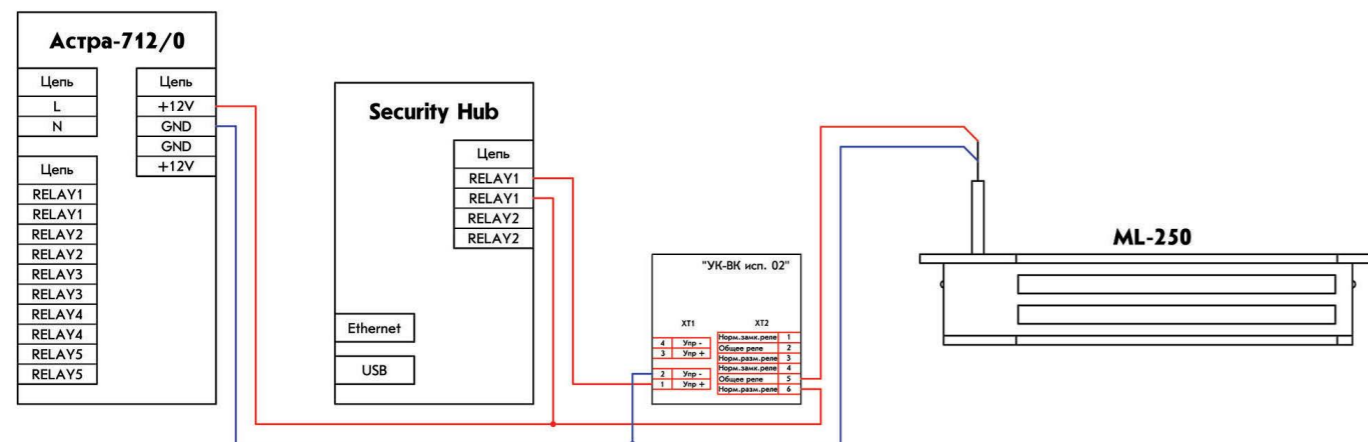 Астра-712/0
Цепь
L
N
Цепь
+12V
GND
GND
+12V
Цепь
RELAY1
RELAY1
RELAY2
RELAY2
RELAY3
RELAY3
RELAY4
RELAY4
RELAY5
RELAY5
Security Hub
Цепь
RELAY1
RELAY1
RELAY2
RELAY2
Ethernet
USB
"УК-ВК исп. 02"
XT1
4 Упр -
3 Упр +
2 Упр -
1 Упр +
XT2
Норм.замк.реле 1
Общее реле 2
Норм.разм.реле 3
Норм.замк.реле 4
Общее реле 5
Норм.разм.реле 6
ML-250